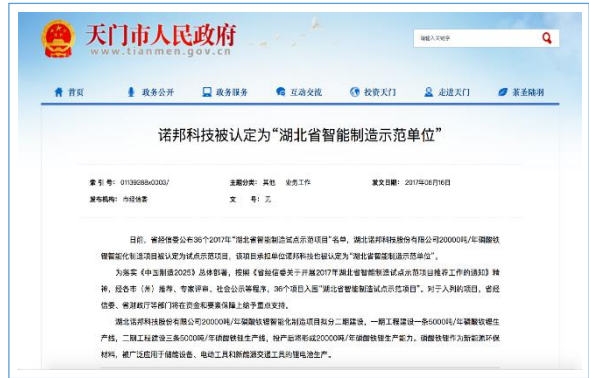 天门市人民政府
www.tianmen.gov.cn
请输入关键字
首页 政务公开 政务服务 互动交流 投资天门 走进天门 茶圣陆羽
诺邦科技被认定为“湖北省智能制造示范单位”
索 引 号： 01139288x0303/ 主题分类： 其他 业务工作 发文日期： 2017年08月16日
发布机构： 市经信委 文 号： 无
日前，省经信委公布36个2017年“湖北省智能制造试点示范项目”名单，湖北诺邦科技股份有限公司20000吨/年磷酸铁
锂智能化制造项目被认定为试点示范项目，该项目承担单位诺邦科技也被认定为“湖北省智能制造示范单位”。
为落实《中国制造2025》总体部署，按照《省经信委关于开展2017年湖北省智能制造试点示范项目推荐工作的通知》精
神，经各市（州）推荐、专家评审、社会公示等程序，36个项目入围“湖北省智能制造试点示范项目”。对于入列的项目，省经
信委、省财政厅等部门将在资金和要素保障上给予重点支持。
湖北诺邦科技股份有限公司20000吨/年磷酸铁锂智能化制造项目拟分二期建设，一期工程建设一条5000吨/年磷酸铁锂生
产线，二期工程建设三条5000吨/年磷酸铁锂生产线，投产后将形成20000吨/年磷酸铁锂生产能力。磷酸铁锂作为新能源环保
材料，被广泛应用于储能设备、电动工具和新能源交通工具的锂电池生产。